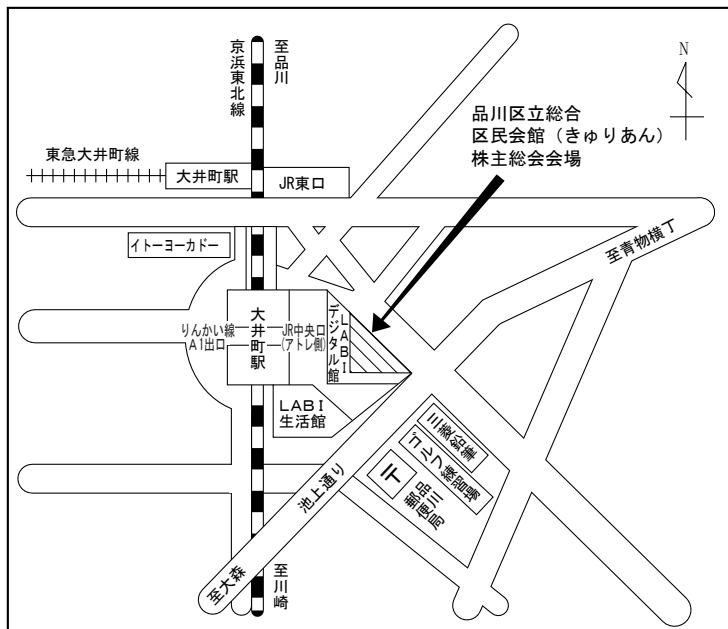 京浜東北線
至品川
N
品川区立総合
区民会館（きゅりあん）
株主総会会場
東急大井町線
大井町駅
JR東口
イトーヨーカドー
至青物横丁
りんかい線
A1出口
大井町駅
JR中央口
(アトレ側)
LABI
デジタル館
LABI
生活館
三菱鉛筆
ゴルフ練習場
〒
品川
郵便局
池上通り
至大森
至川崎